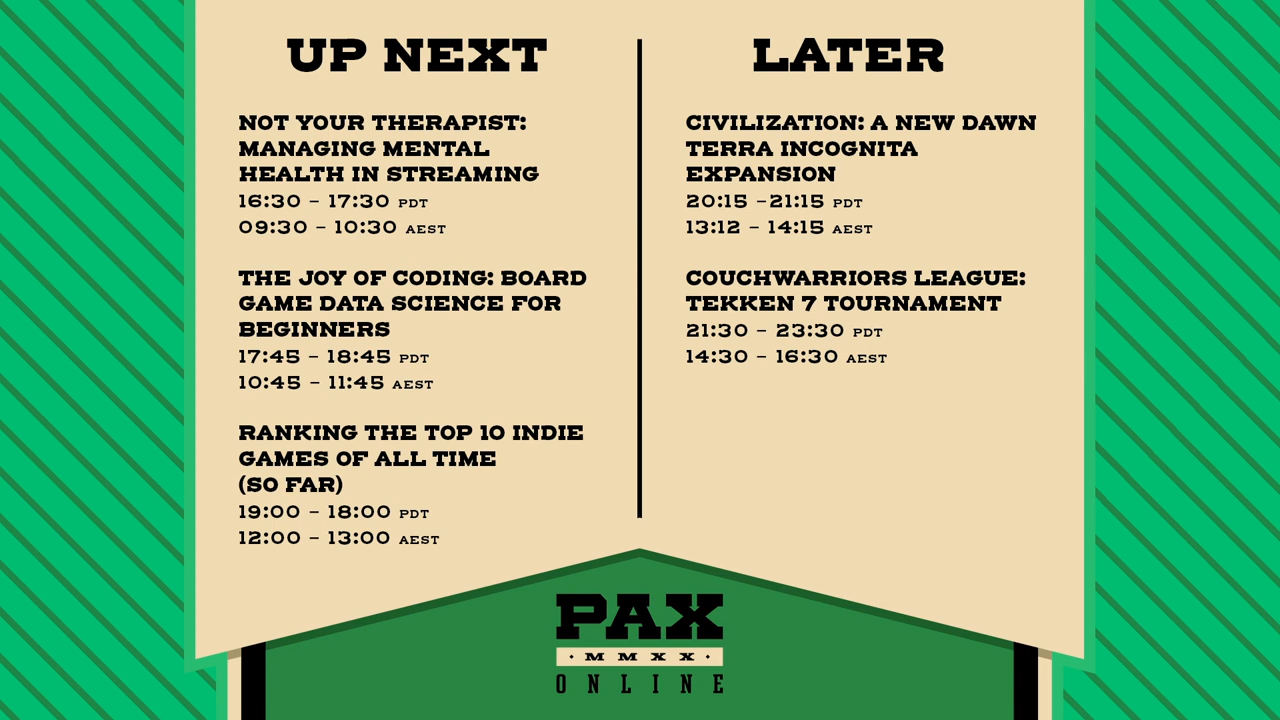 UP NEXT
NOT YOUR THERAPIST:
MANAGING MENTAL
HEALTH IN STREAMING
16:30 - 17:30 PDT
09:30 - 10:30 AEST
THE JOY OF CODING: BOARD
GAME DATA SCIENCE FOR
BEGINNERS
17:45 - 18:45 PDT
10:45 - 11:45 AEST
RANKING THE TOP 10 INDIE
GAMES OF ALL TIME
(SO FAR)
19:00 - 18:00 PDT
12:00 - 13:00 AEST
LATER
CIVILIZATION: A NEW DAWN
TERRA INCOGNITA
EXPANSION
20:15 -21:15 PDT
13:12 - 14:15 AEST
COUCHWARRIORS LEAGUE:
TEKKEN 7 TOURNAMENT
21:30 - 23:30 PDT
14:30 - 16:30 AEST
PAX
· M M X X ·
ONLINE